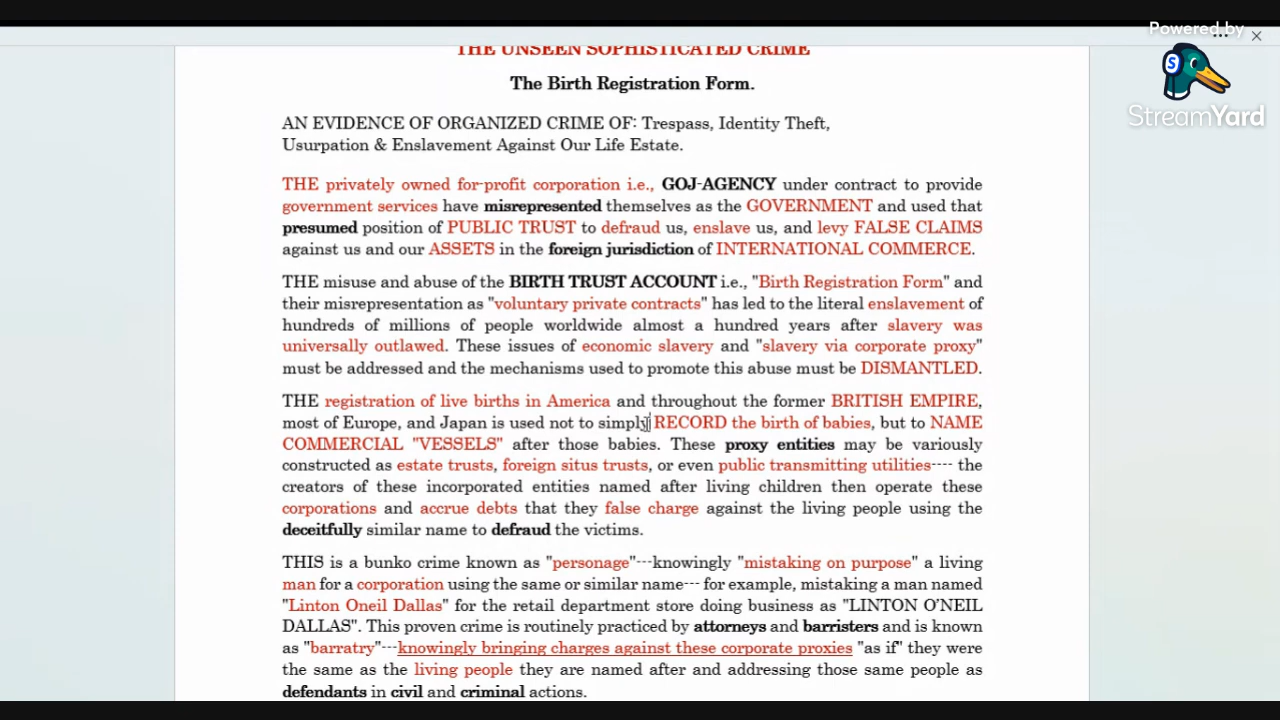 Powered by
StreamYard
THE UNSEEN SOPHISTICATED CRIME
The Birth Registration Form.
AN EVIDENCE OF ORGANIZED CRIME OF: Trespass, Identity Theft,
Usurpation & Enslavement Against Our Life Estate.
THE privately owned for-profit corporation i.e., GOJ-AGENCY under contract to provide
government services have misrepresented themselves as the GOVERNMENT and used that
presumed position of PUBLIC TRUST to defraud us, enslave us, and levy FALSE CLAIMS
against us and our ASSETS in the foreign jurisdiction of INTERNATIONAL COMMERCE.
THE misuse and abuse of the BIRTH TRUST ACCOUNT i.e., "Birth Registration Form" and
their misrepresentation as "voluntary private contracts" has led to the literal enslavement of
hundreds of millions of people worldwide almost a hundred years after slavery was
universally outlawed. These issues of economic slavery and "slavery via corporate proxy"
must be addressed and the mechanisms used to promote this abuse must be DISMANTLED.
THE registration of live births in America and throughout the former BRITISH EMPIRE,
most of Europe, and Japan is used not to simply RECORD the birth of babies, but to NAME
COMMERCIAL "VESSELS" after those babies. These proxy entities may be variously
constructed as estate trusts, foreign situs trusts, or even public transmitting utilities---- the
creators of these incorporated entities named after living children then operate these
corporations and accrue debts that they false charge against the living people using the
deceitfully similar name to defraud the victims.
THIS is a bunko crime known as "personage"---knowingly "mistaking on purpose" a living
man for a corporation using the same or similar name--- for example, mistaking a man named
"Linton Oneil Dallas" for the retail department store doing business as "LINTON O'NEIL
DALLAS". This proven crime is routinely practiced by attorneys and barristers and is known
as "barratry"---knowingly bringing charges against these corporate proxies "as if" they were
the same as the living people they are named after and addressing those same people as
defendants in civil and criminal actions.